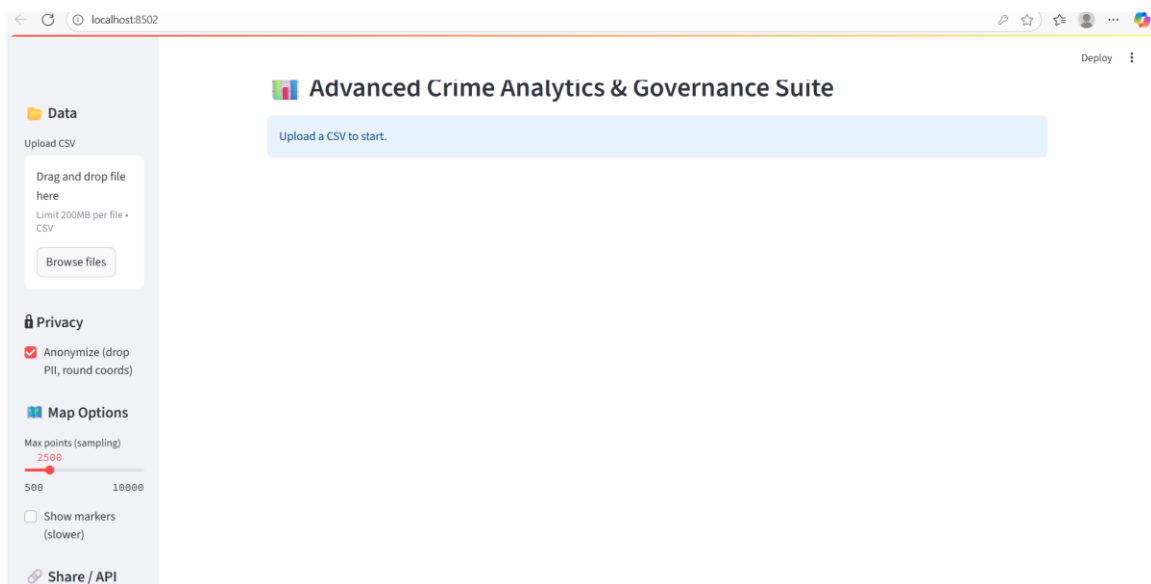 localhost:8502
Deploy
Data
Upload CSV
Drag and drop file
here
Limit 200MB per file •
CSV
Browse files
Privacy
Anonymize (drop
PII, round coords)
Map Options
Max points (sampling)
2500
500 10000
Show markers
(slower)
Share / API
Advanced Crime Analytics & Governance Suite
Upload a CSV to start.